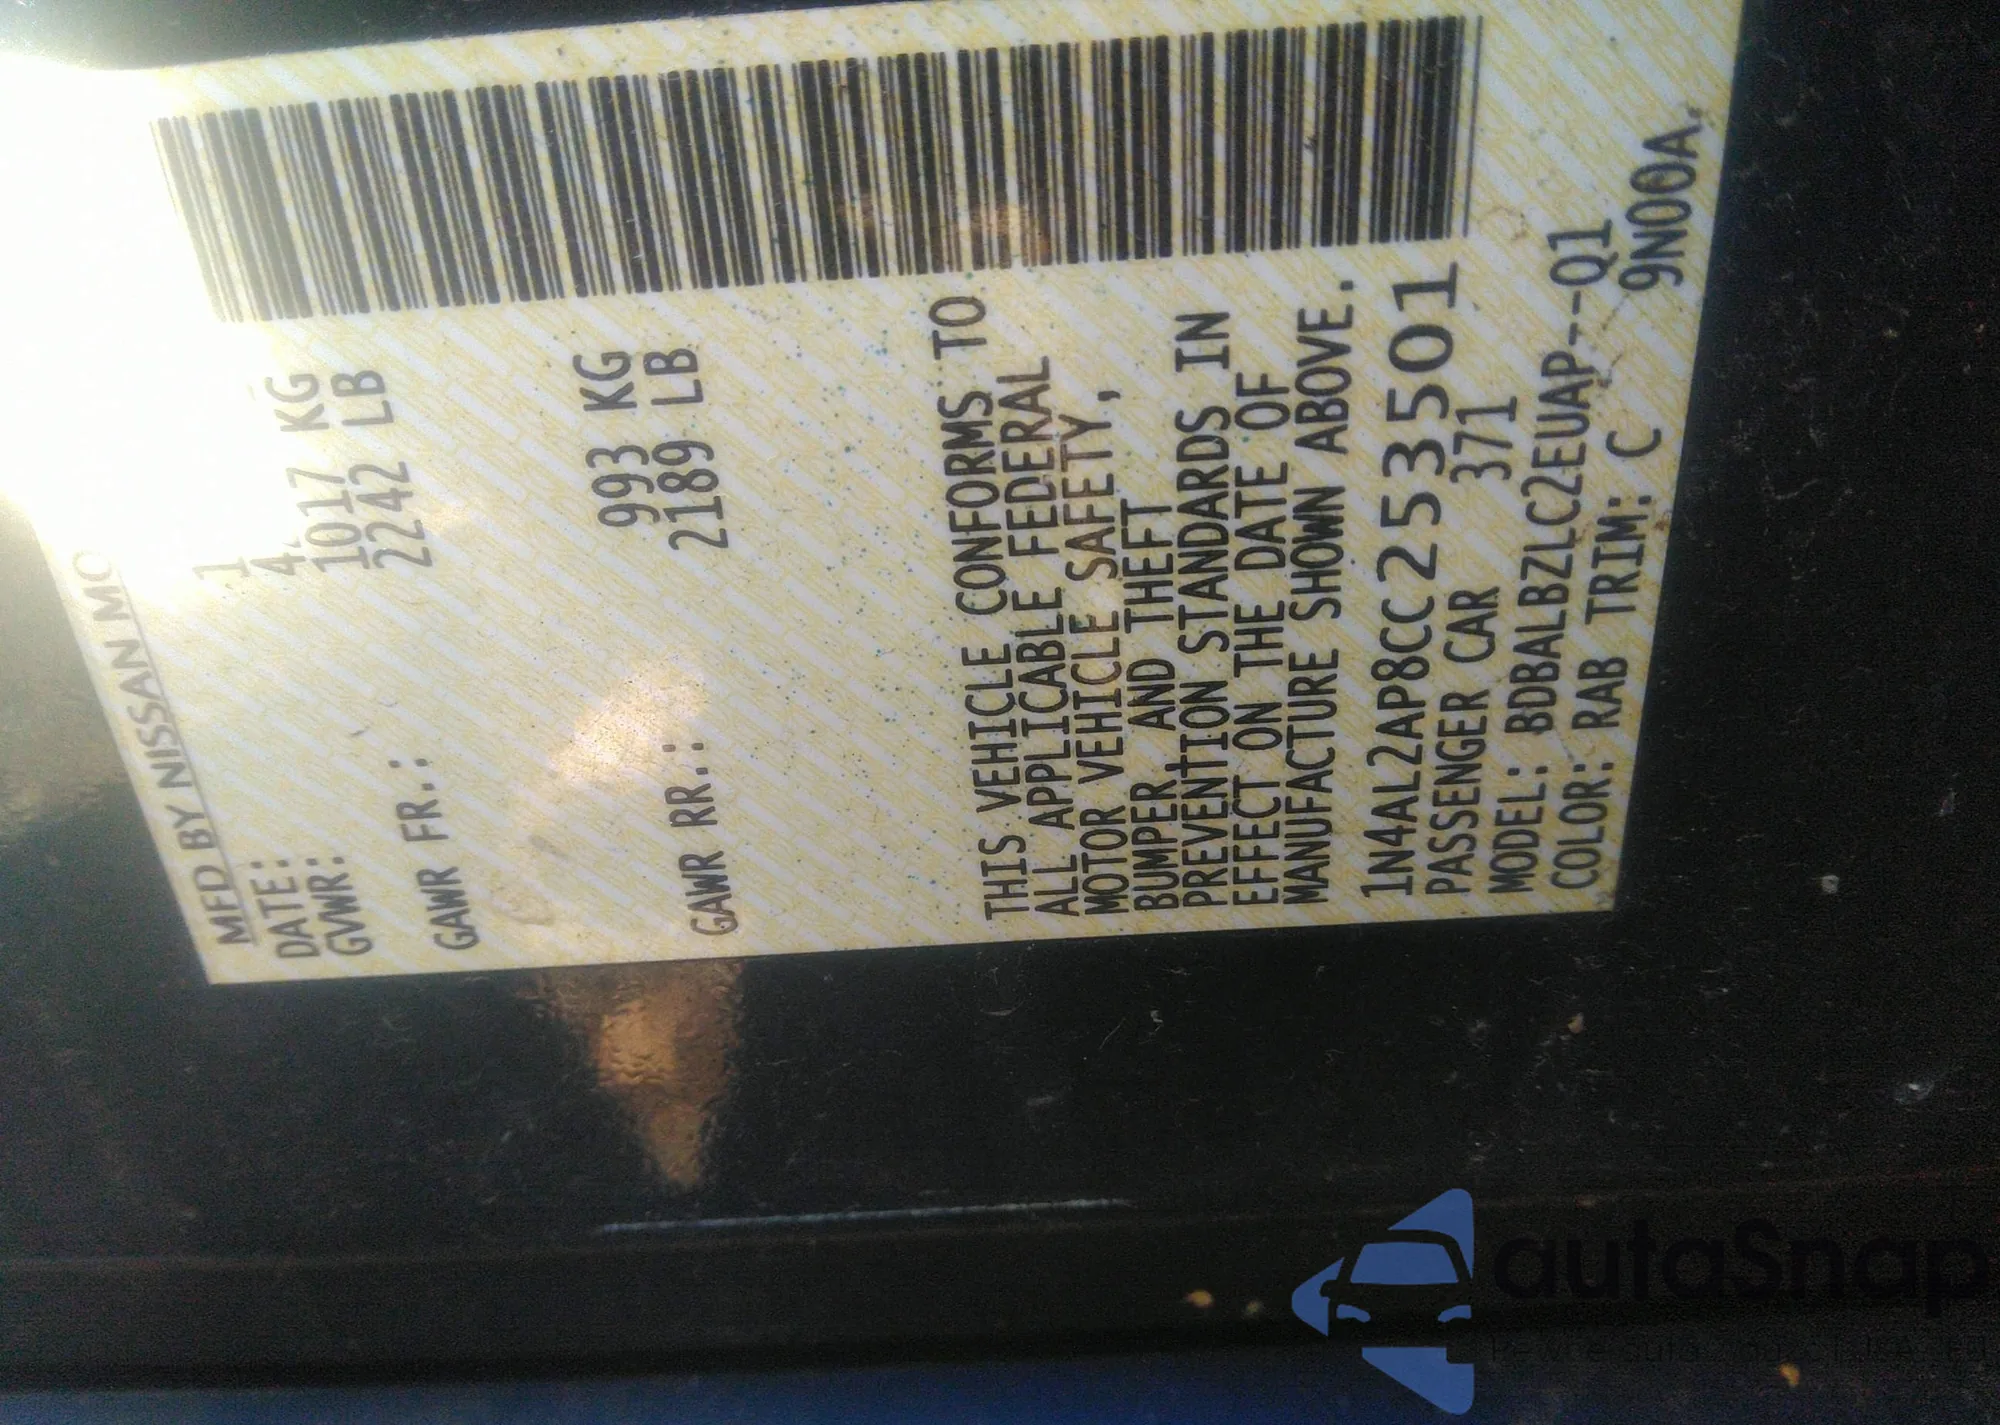 MFD BY NISSAN MO
DATE: 1
GVWR: 4
1017 KG
GAWR FR.: 2242 LB
993 KG
GAWR RR.: 2189 LB
THIS VEHICLE CONFORMS TO
ALL APPLICABLE FEDERAL
MOTOR VEHICLE SAFETY,
BUMPER, AND THEFT
PREVENTION STANDARDS IN
EFFECT ON THE DATE OF
MANUFACTURE SHOWN ABOVE.
1N4AL2AP8CC253501
PASSENGER CAR 371
MODEL: BDBALBZLC2EUAP--Q1
COLOR: RAB TRIM: C
9N00A
autaSnap